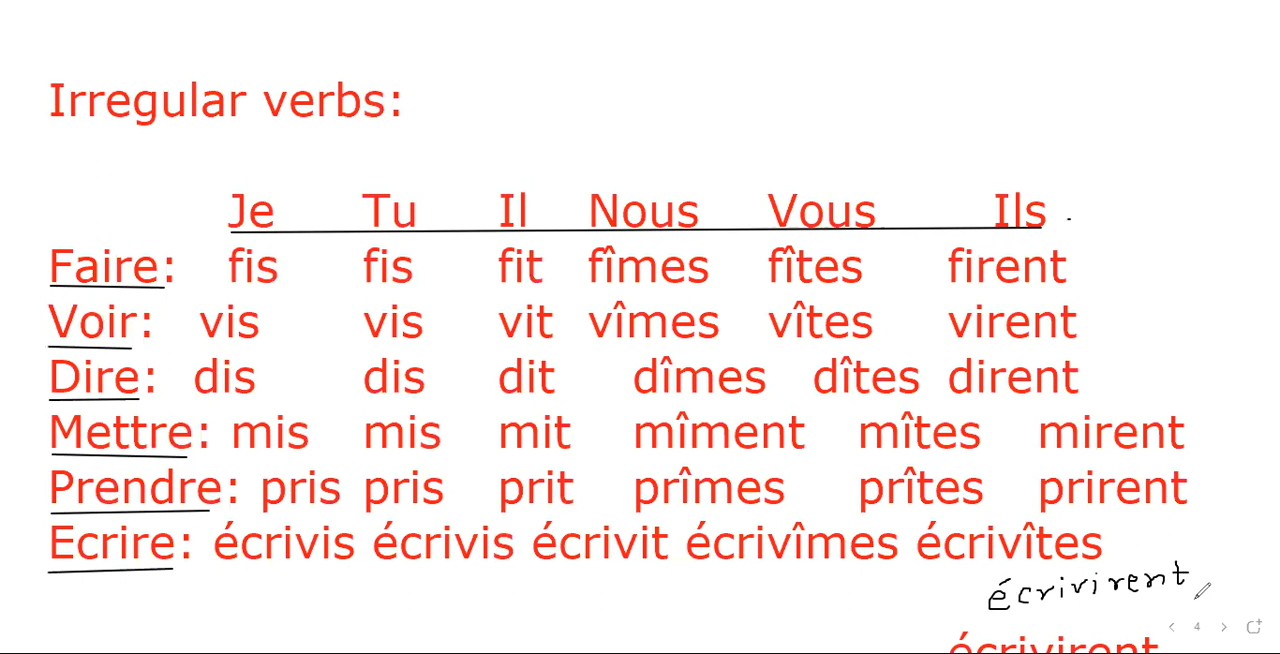 Irregular verbs:
Je Tu Il Nous Vous Ils
Faire: fis fis fit fîmes fîtes firent
Voir: vis vis vit vîmes vîtes virent
Dire: dis dis dit dîmes dîtes dirent
Mettre: mis mis mit mîment mîtes mirent
Prendre: pris pris prit prîmes prîtes prirent
Ecrire: écrivis écrivis écrivit écrivîmes écrivîtes
écrivirent
4
écrivirent